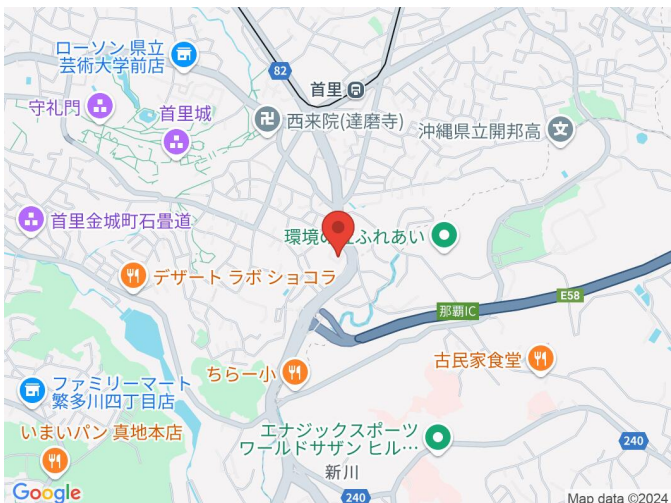 ローソン 県立
芸術大学前店
82
首里
守礼門
首里城
西来院(達磨寺)
沖縄県立開邦高
首里金城町石畳道
環境の
ふれあい
デザート ラボ ショコラ
E58
那覇IC
ちらー小
古民家食堂
ファミリーマート
繁多川四丁目店
エナジックスポーツ
ワールドサザン ヒル…
いまいパン 真地本店
240
新川
240
Google
Map data ©2024